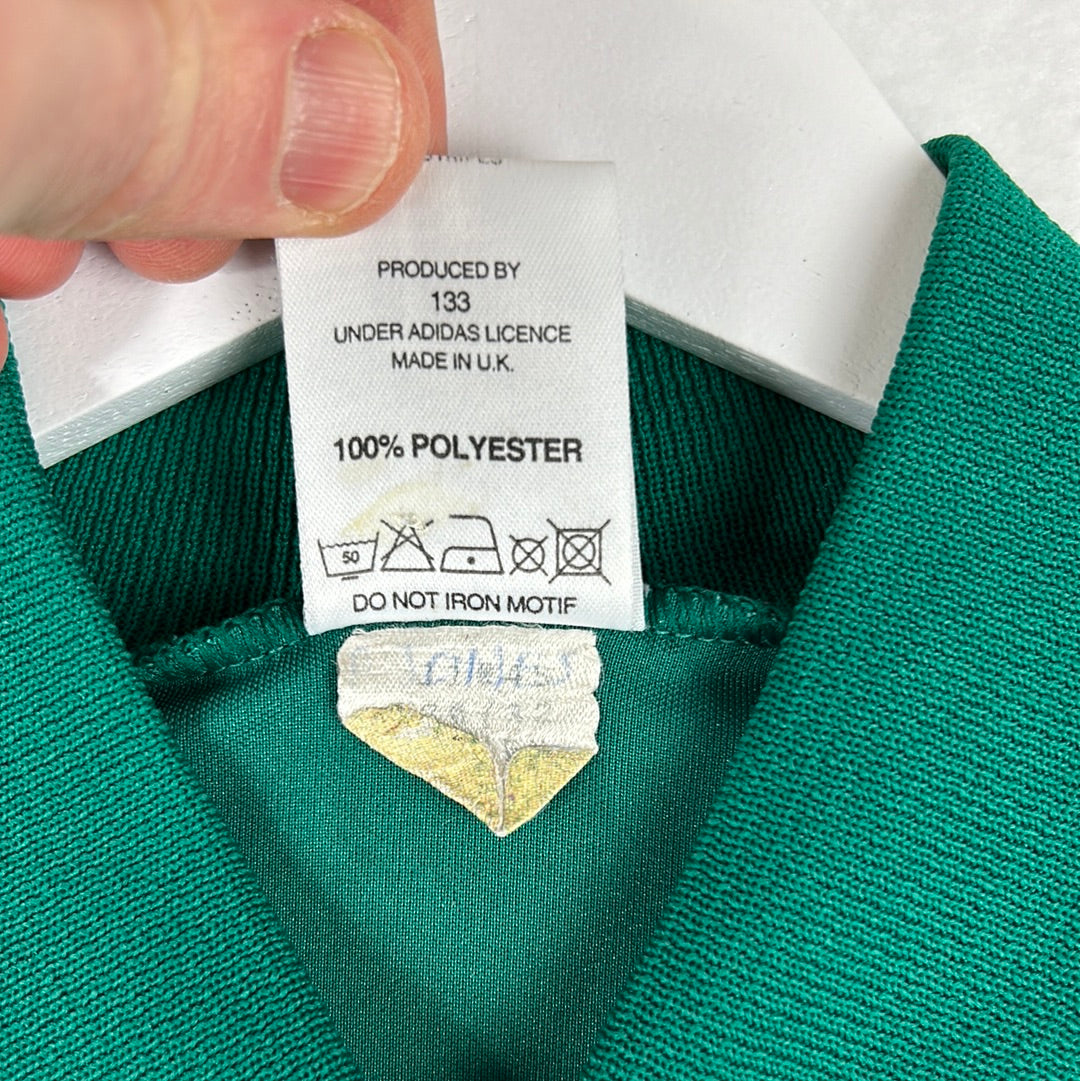 PRODUCED BY
133
UNDER ADIDAS LICENCE
MADE IN U.K.
100% POLYESTER
50
DO NOT IRON MOTIF